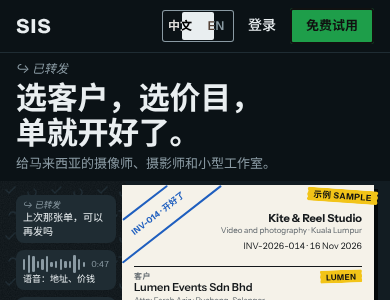 SIS
中文 EN
登录
免费试用
已转发
选客户，选价目，
单就开好了。
给马来西亚的摄像师、摄影师和小型工作室。
已转发
上次那张单，可以
再发吗
0:47
语音：地址、价钱
INV-014 · 开好了
示例 SAMPLE
Kite & Reel Studio
Video and photography · Kuala Lumpur
INV-2026-014 · 16 Nov 2026
客户
LUMEN
Lumen Events Sdn Bhd